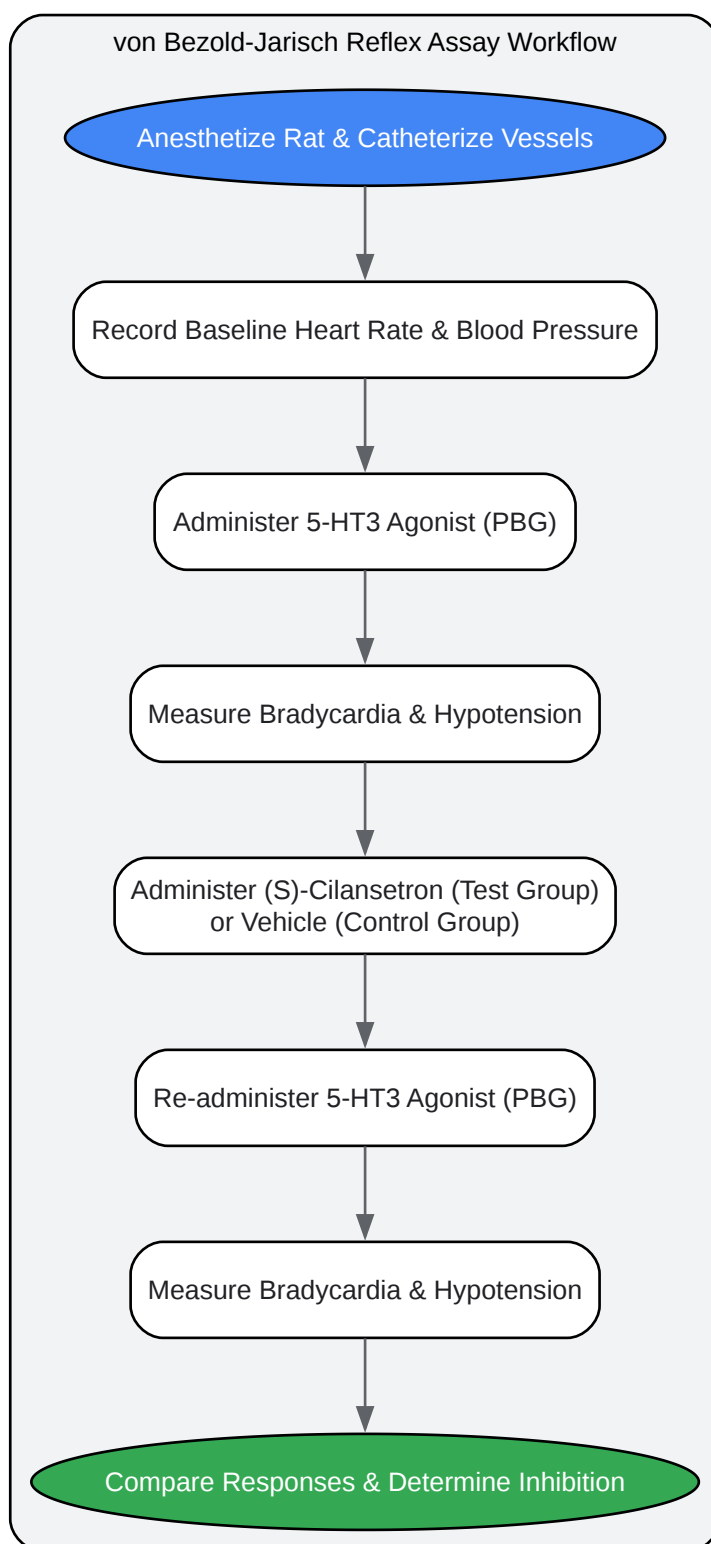 von Bezold-Jarisch Reflex Assay Workflow
Anesthetize Rat & Catheterize Vessels
Record Baseline Heart Rate & Blood Pressure
Administer 5-HT3 Agonist (PBG)
Measure Bradycardia & Hypotension
Administer (S)-Cilansetron (Test Group)
or Vehicle (Control Group)
Re-administer 5-HT3 Agonist (PBG)
Measure Bradycardia & Hypotension
Compare Responses & Determine Inhibition